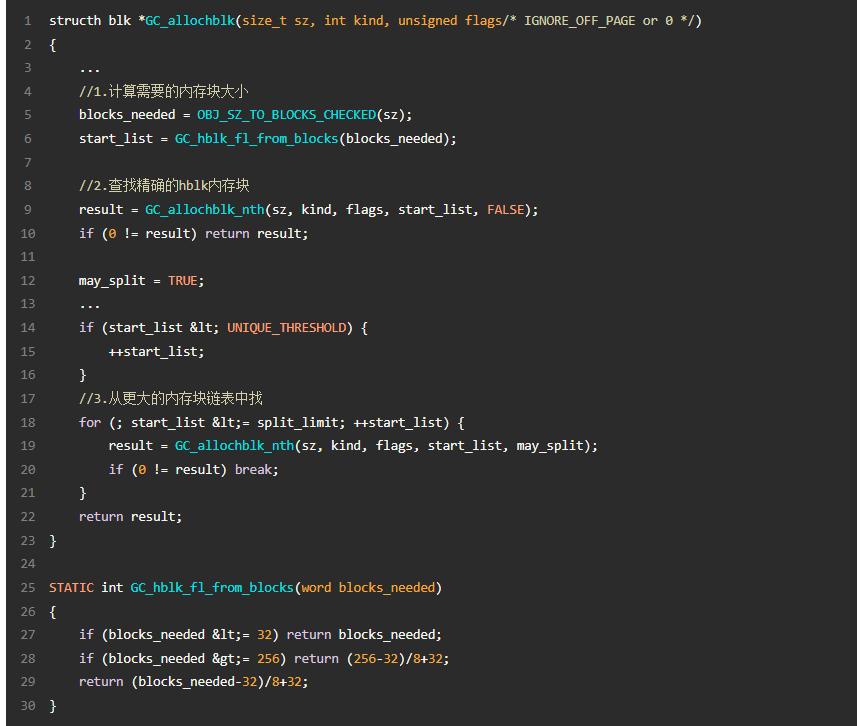 1 structh blk *GC_allochblk(size_t sz, int kind, unsigned flags/* IGNORE_OFF_PAGE or 0 */)
2 {
3     ...
4     //1.计算需要的内存块大小
5     blocks_needed = OBJ_SZ_TO_BLOCKS_CHECKED(sz);
6     start_list = GC_hblk_fl_from_blocks(blocks_needed);
7
8     //2.查找精确的hblk内存块
9     result = GC_allochblk_nth(sz, kind, flags, start_list, FALSE);
10     if (0 != result) return result;
11
12     may_split = TRUE;
13     ...
14     if (start_list &lt; UNIQUE_THRESHOLD) {
15         ++start_list;
16     }
17     //3.从更大的内存块链表中找
18     for (; start_list &lt;= split_limit; ++start_list) {
19         result = GC_allochblk_nth(sz, kind, flags, start_list, may_split);
20         if (0 != result) break;
21     }
22     return result;
23 }
24
25 STATIC int GC_hblk_fl_from_blocks(word blocks_needed)
26 {
27     if (blocks_needed &lt;= 32) return blocks_needed;
28     if (blocks_needed &gt;= 256) return (256-32)/8+32;
29     return (blocks_needed-32)/8+32;
30 }